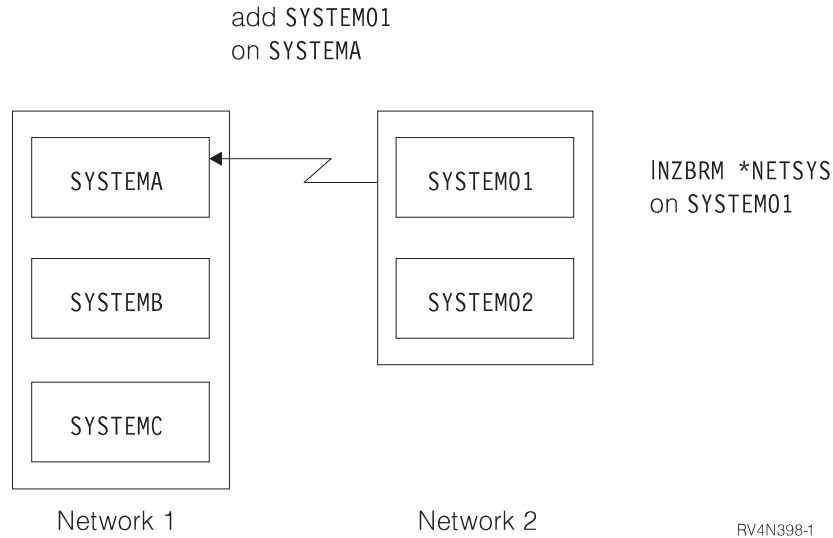 add SYSTEM01
on SYSTEMA
SYSTEMA
SYSTEMB
SYSTEMC
Network 1
SYSTEM01
SYSTEM02
Network 2
INZBRM *NETSYS
on SYSTEM01
RV4N398-1